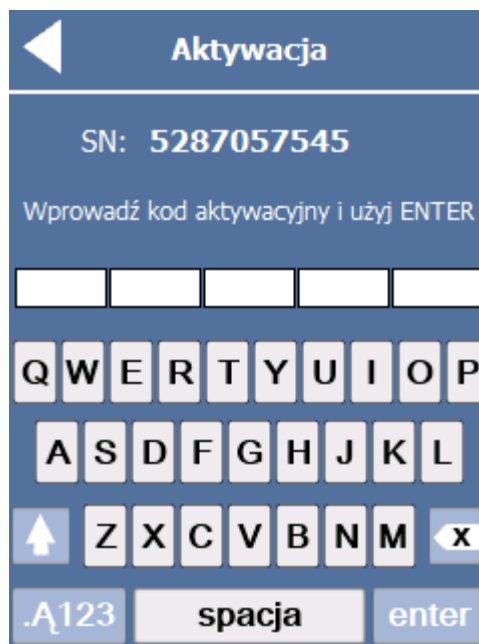 Aktywacja
SN: 5287057545
Wprowadź kod aktywacyjny i użyj ENTER
Q W E R T Y U I O P
A S D F G H J K L
Z X C V B N M X
.Ą123 spacja enter